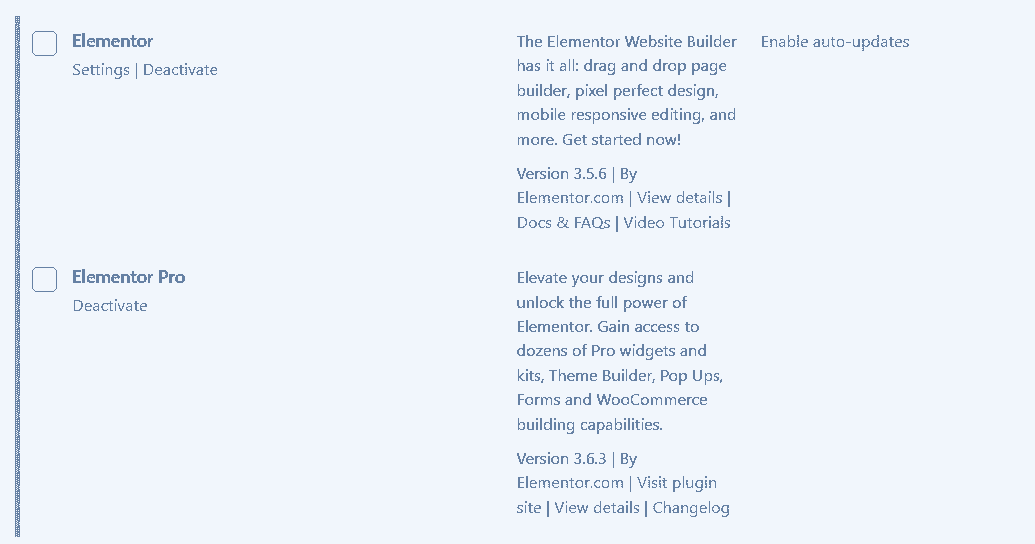 Elementor
Settings | Deactivate
The Elementor Website Builder
has it all: drag and drop page
builder, pixel perfect design,
mobile responsive editing, and
more. Get started now!
Version 3.5.6 | By
Elementor.com | View details |
Docs & FAQs | Video Tutorials
Enable auto-updates
Elementor Pro
Deactivate
Elevate your designs and
unlock the full power of
Elementor. Gain access to
dozens of Pro widgets and
kits, Theme Builder, Pop Ups,
Forms and WooCommerce
building capabilities.
Version 3.6.3 | By
Elementor.com | Visit plugin
site | View details | Changelog